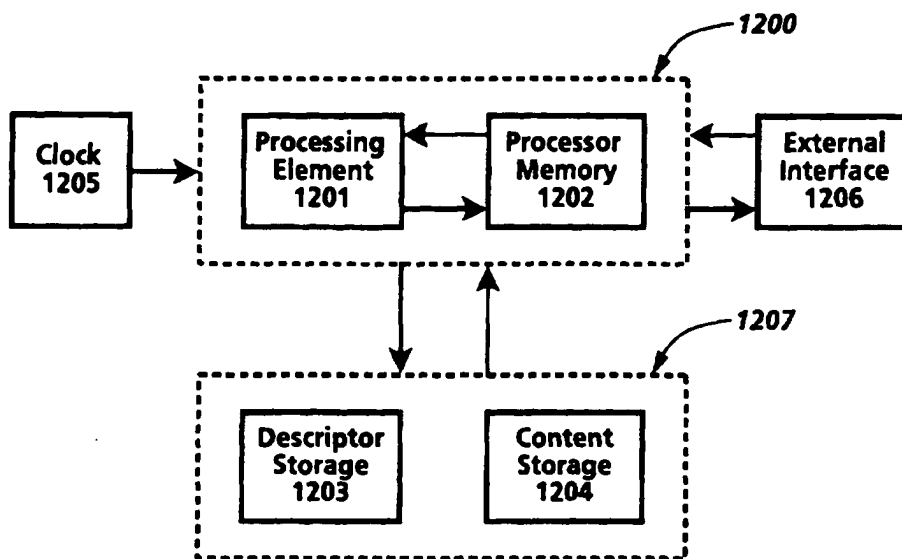 1200
Clock
1205
Processing
Element
1201
Processor
Memory
1202
External
Interface
1206
1207
Descriptor
Storage
1203
Content
Storage
1204